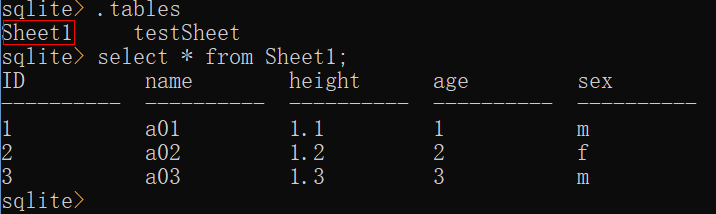 sqlite> .tables
Sheet1     testSheet
sqlite> select * from Sheet1;
ID          name        height      age         sex
----------  ----------  ----------  ----------  ----------
1           a01         1.1         1           m
2           a02         1.2         2           f
3           a03         1.3         3           m
sqlite>